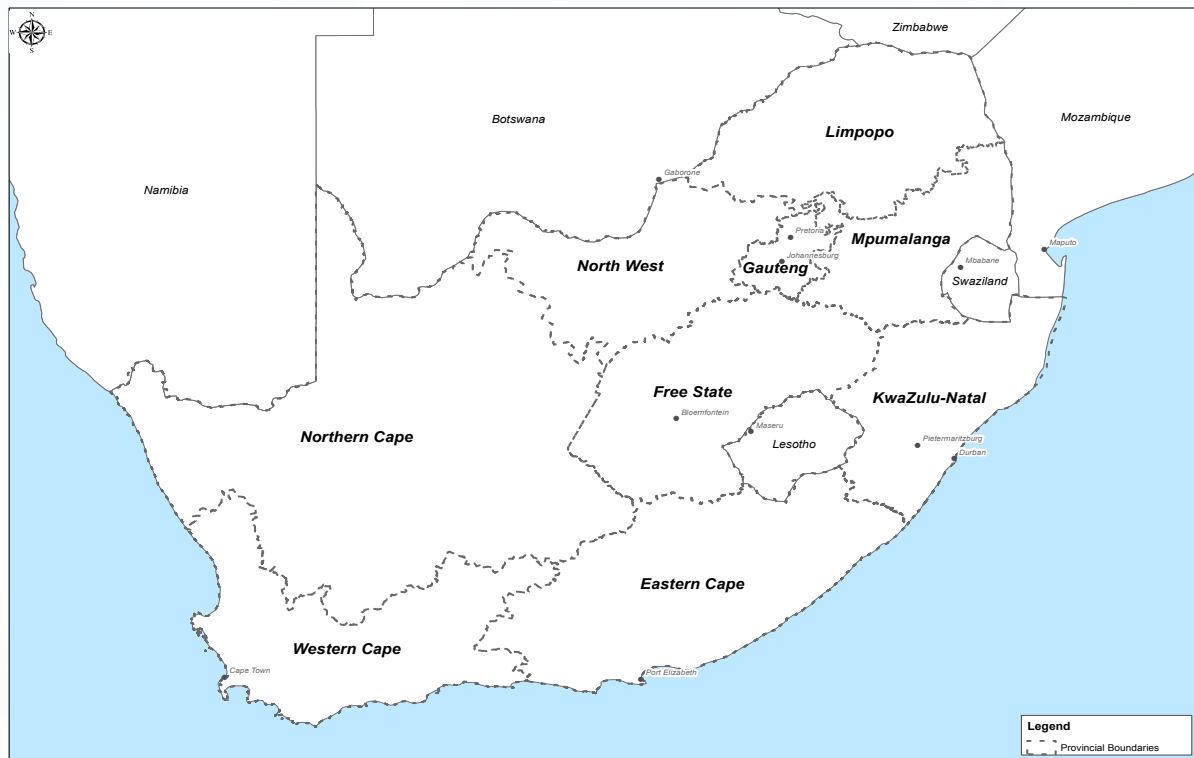 N
W E
S
Zimbabwe
Mozambique
Botswana
Limpopo
Namibia
Gaborone
Pretoria
Mpumalanga
Maputo
North West
Johannesburg
Gauteng
Mbabane
Swaziland
Free State
KwaZulu-Natal
Bloemfontein
Maseru
Northern Cape
Lesotho
Pietermaritzburg
Durban
Eastern Cape
Western Cape
Cape Town
Port Elizabeth
Legend
Provincial Boundaries